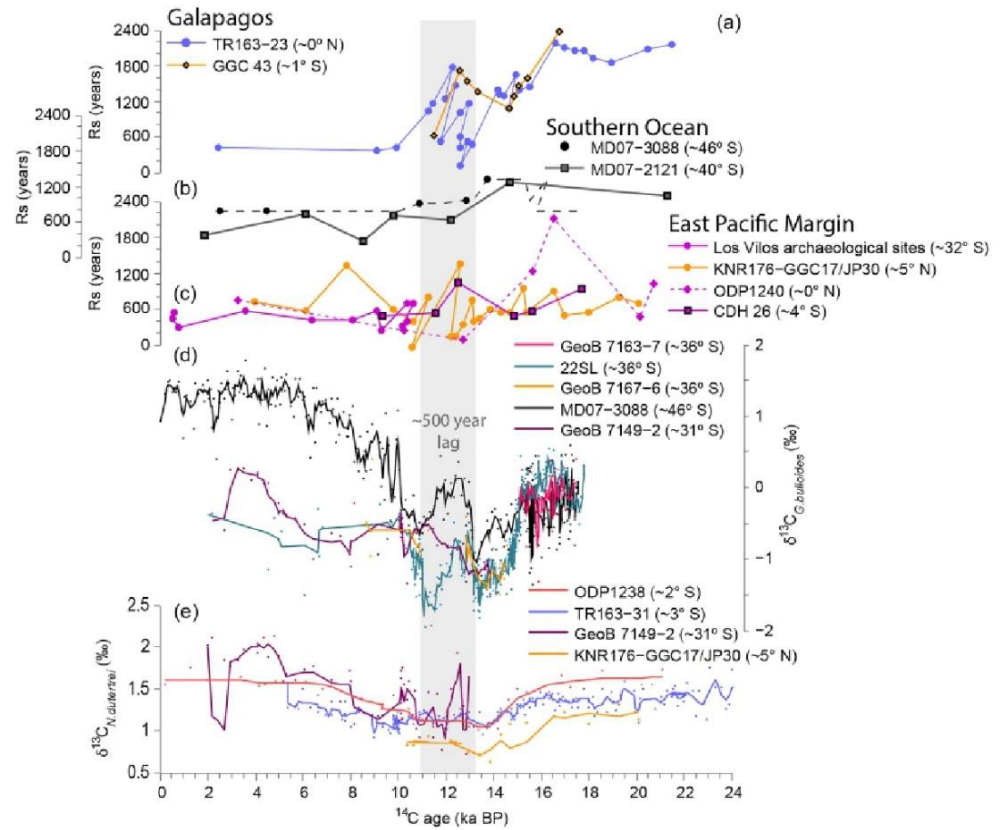 Galapagos
TR163−23 (~0º N)
GGC 43 (~1° S)
(a)
2400
1800
1200
600
0
Rs (years)
Southern Ocean
MD07−3088 (~46º S)
MD07−2121 (~40° S)
(b)
2400
1800
1200
600
0
Rs (years)
East Pacific Margin
Los Vilos archaeological sites (~32° S)
KNR176−GGC17/JP30 (~5° N)
ODP1240 (~0° N)
CDH 26 (~4° S)
(c)
2400
1800
1200
600
0
Rs (years)
(d)
GeoB 7163−7 (~36° S)
22SL (~36° S)
GeoB 7167−6 (~36° S)
MD07−3088 (~46º S)
GeoB 7149−2 (~31º S)
~500 year
lag
2
1
0
−1
−2
δ13CG.bulloides (‰)
(e)
ODP1238 (~2° S)
TR163−31 (~3° S)
GeoB 7149−2 (~31º S)
KNR176−GGC17/JP30 (~5° N)
2.5
2
1.5
1
0.5
δ13CN.dutertrei (‰)
0 2 4 6 8 10 12 14 16 18 20 22 24
14C age (ka BP)